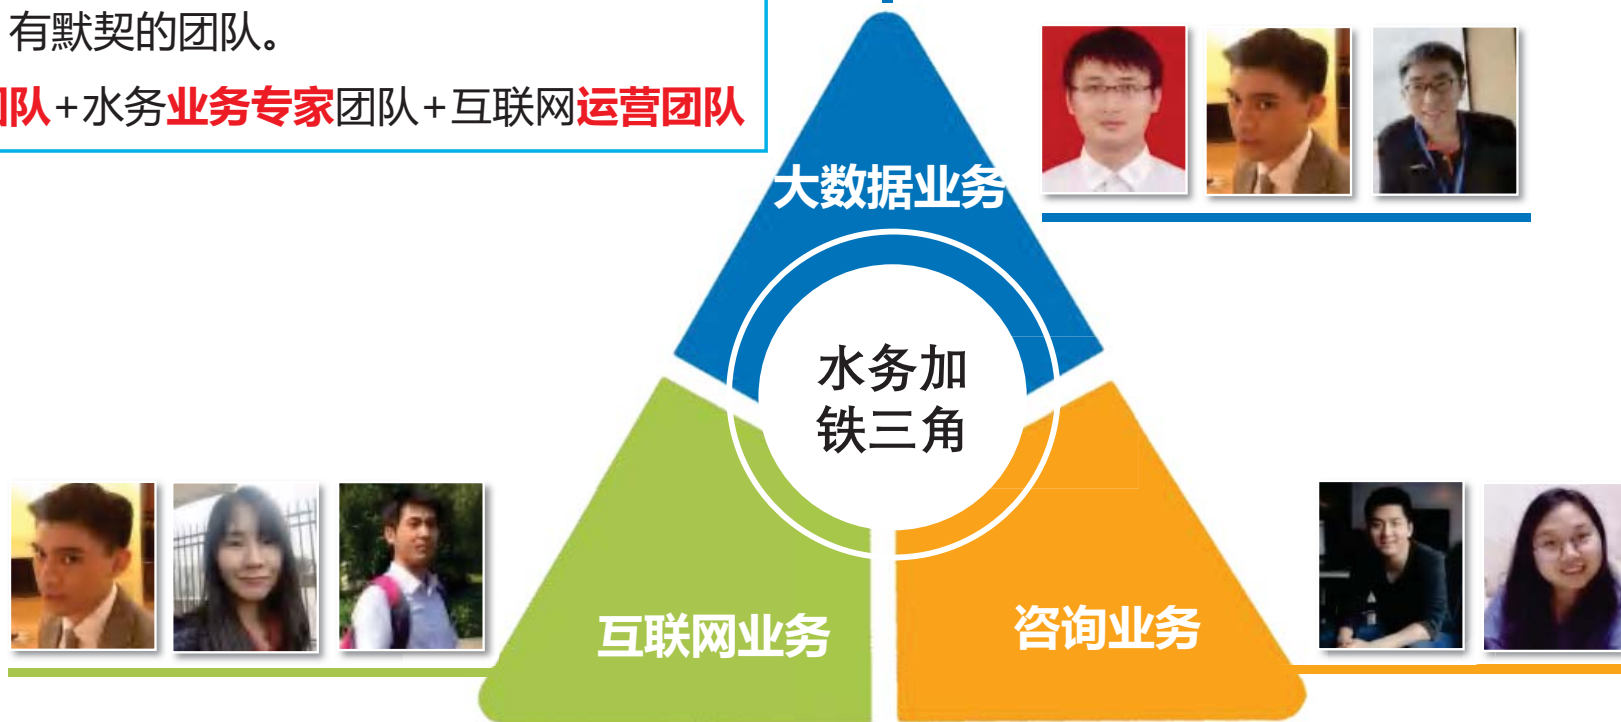 有默契的团队。
队+水务业务专家团队+互联网运营团队
大数据业务
水务加
铁三角
互联网业务
咨询业务